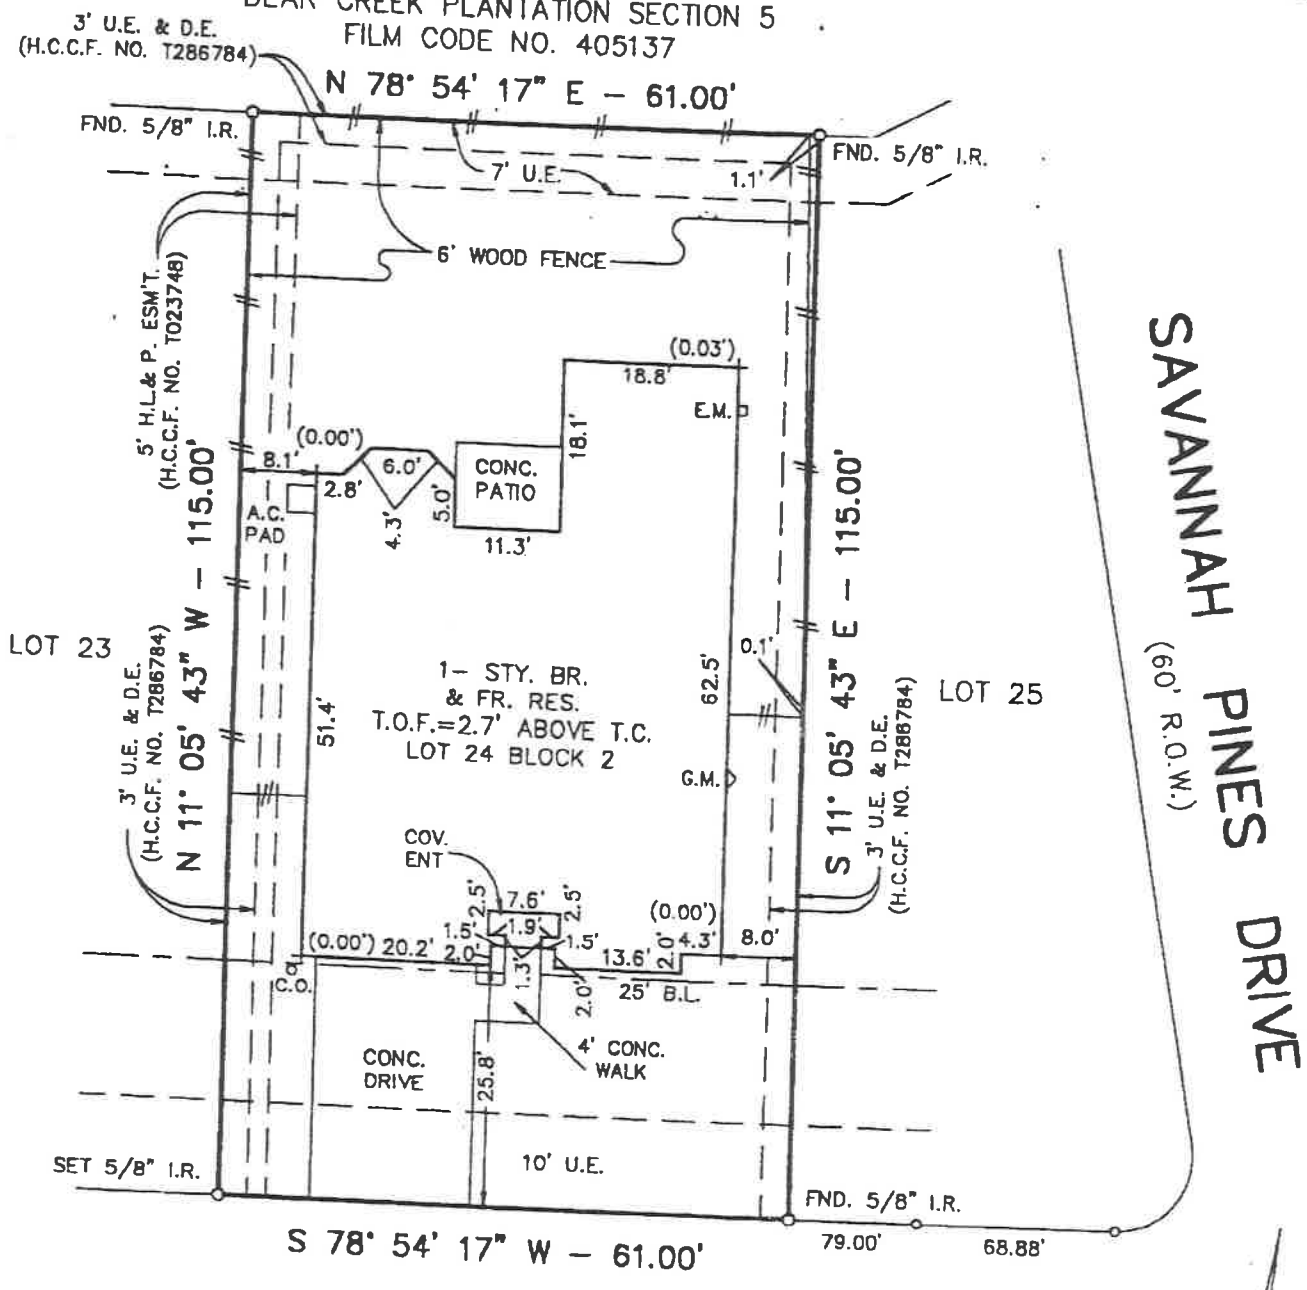 BEAR CREEK PLANTATION SECTION 5
FILM CODE NO. 405137
3' U.E. & D.E.
(H.C.C.F. NO. T286784)
N 78° 54' 17" E - 61.00'
FND. 5/8" I.R.
FND. 5/8" I.R.
7' U.E.
1.1'
6' WOOD FENCE
5' H.L.& P. ESM'T.
(H.C.C.F. NO. T023748)
(0.03')
18.8'
E.M.
18.1'
(0.00')
8.1'
2.8'
6.0'
4.3'
5.0'
CONC.
PATIO
11.3'
A.C.
PAD
N 11° 05' 43" W - 115.00'
S 11° 05' 43" E - 115.00'
SAVANNAH PINES DRIVE
(60' R.O.W.)
LOT 23
3' U.E. & D.E.
(H.C.C.F. NO. T286784)
51.4'
1- STY. BR.
& FR. RES.
T.O.F.=2.7' ABOVE T.C.
LOT 24 BLOCK 2
62.5'
0.1'
G.M.
LOT 25
3' U.E. & D.E.
(H.C.C.F. NO. T286784)
COV.
ENT
2.5'
7.6'
2.5'
1.5'
1.9'
1.5'
(0.00')
20.2'
2.0'
1.3'
2.0'
13.6'
2.0'
(0.00')
4.3'
8.0'
C.O.
25' B.L.
CONC.
DRIVE
25.8'
4' CONC.
WALK
10' U.E.
SET 5/8" I.R.
FND. 5/8" I.R.
S 78° 54' 17" W - 61.00'
79.00'
68.88'